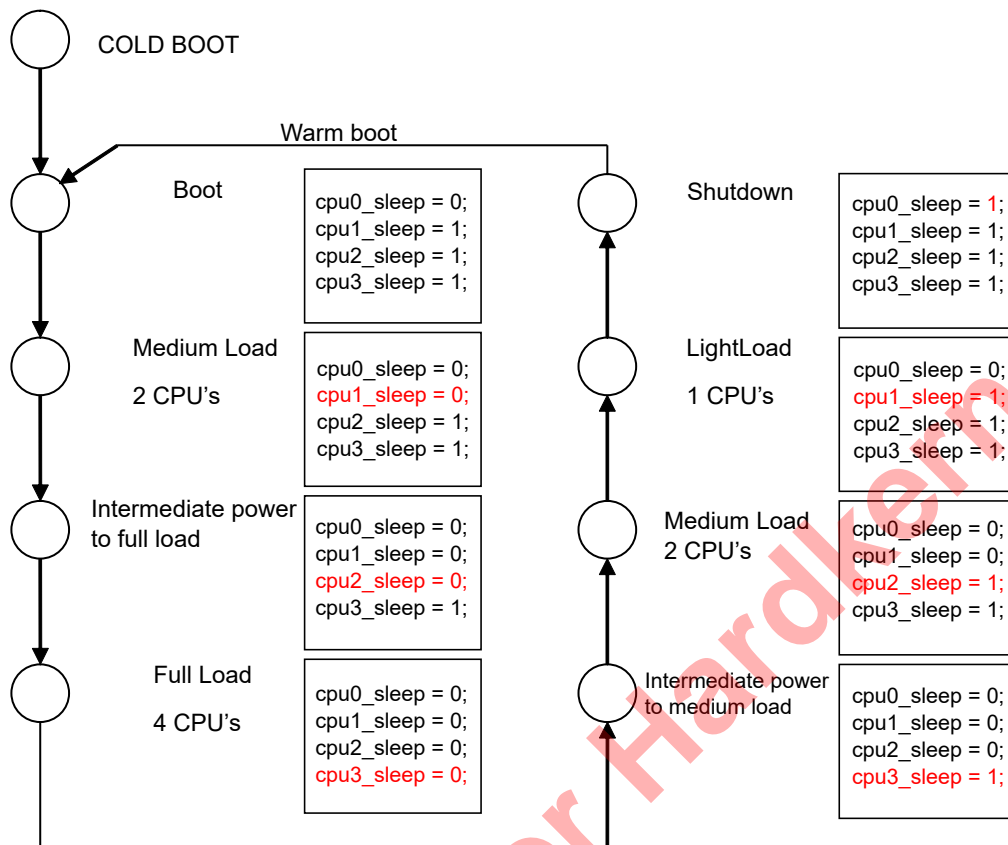 COLD BOOT
Warm boot
Boot
cpu0_sleep = 0;
cpu1_sleep = 1;
cpu2_sleep = 1;
cpu3_sleep = 1;
Medium Load
2 CPU's
cpu0_sleep = 0;
cpu1_sleep = 0;
cpu2_sleep = 1;
cpu3_sleep = 1;
Intermediate power
to full load
cpu0_sleep = 0;
cpu1_sleep = 0;
cpu2_sleep = 0;
cpu3_sleep = 1;
Full Load
4 CPU's
cpu0_sleep = 0;
cpu1_sleep = 0;
cpu2_sleep = 0;
cpu3_sleep = 0;
Shutdown
cpu0_sleep = 1;
cpu1_sleep = 1;
cpu2_sleep = 1;
cpu3_sleep = 1;
LightLoad
1 CPU's
cpu0_sleep = 0;
cpu1_sleep = 1;
cpu2_sleep = 1;
cpu3_sleep = 1;
Medium Load
2 CPU's
cpu0_sleep = 0;
cpu1_sleep = 0;
cpu2_sleep = 1;
cpu3_sleep = 1;
Intermediate power
to medium load
cpu0_sleep = 0;
cpu1_sleep = 0;
cpu2_sleep = 0;
cpu3_sleep = 1;